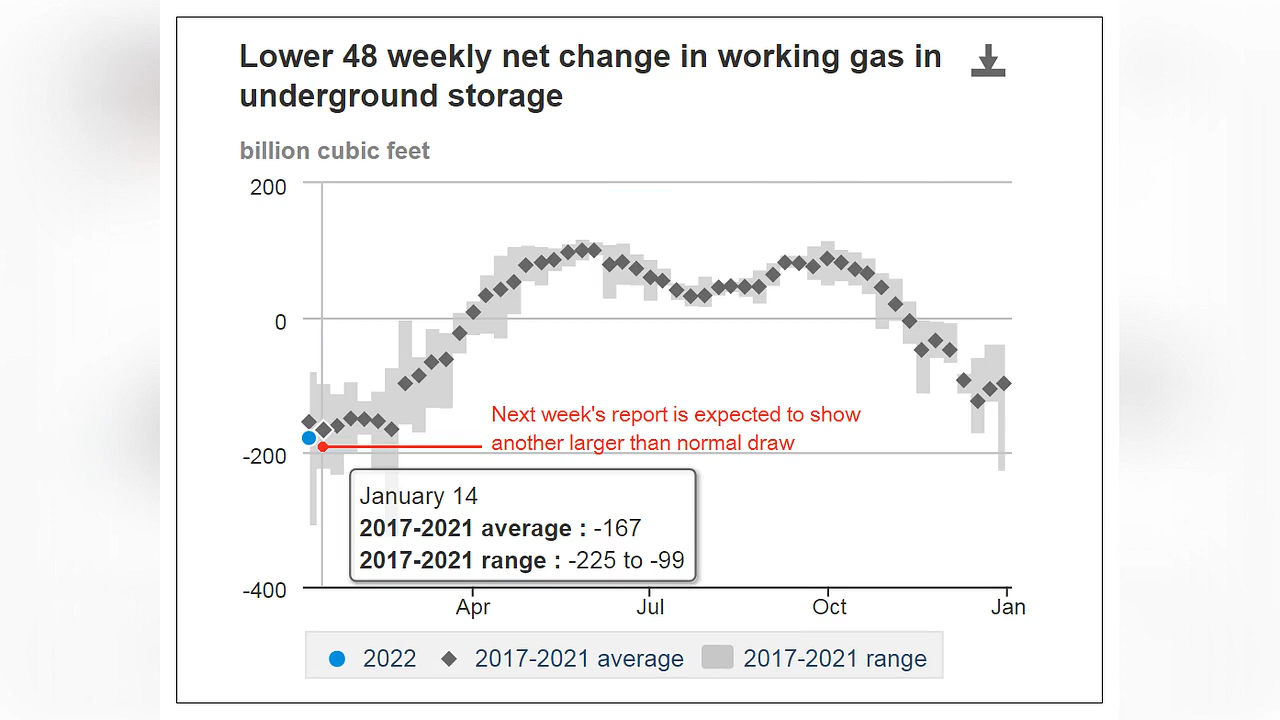 Lower 48 weekly net change in working gas in
underground storage
billion cubic feet
200
0
-200
-400
Next week's report is expected to show
another larger than normal draw
January 14
2017-2021 average : -167
2017-2021 range : -225 to -99
Apr Jul Oct Jan
2022 2017-2021 average 2017-2021 range